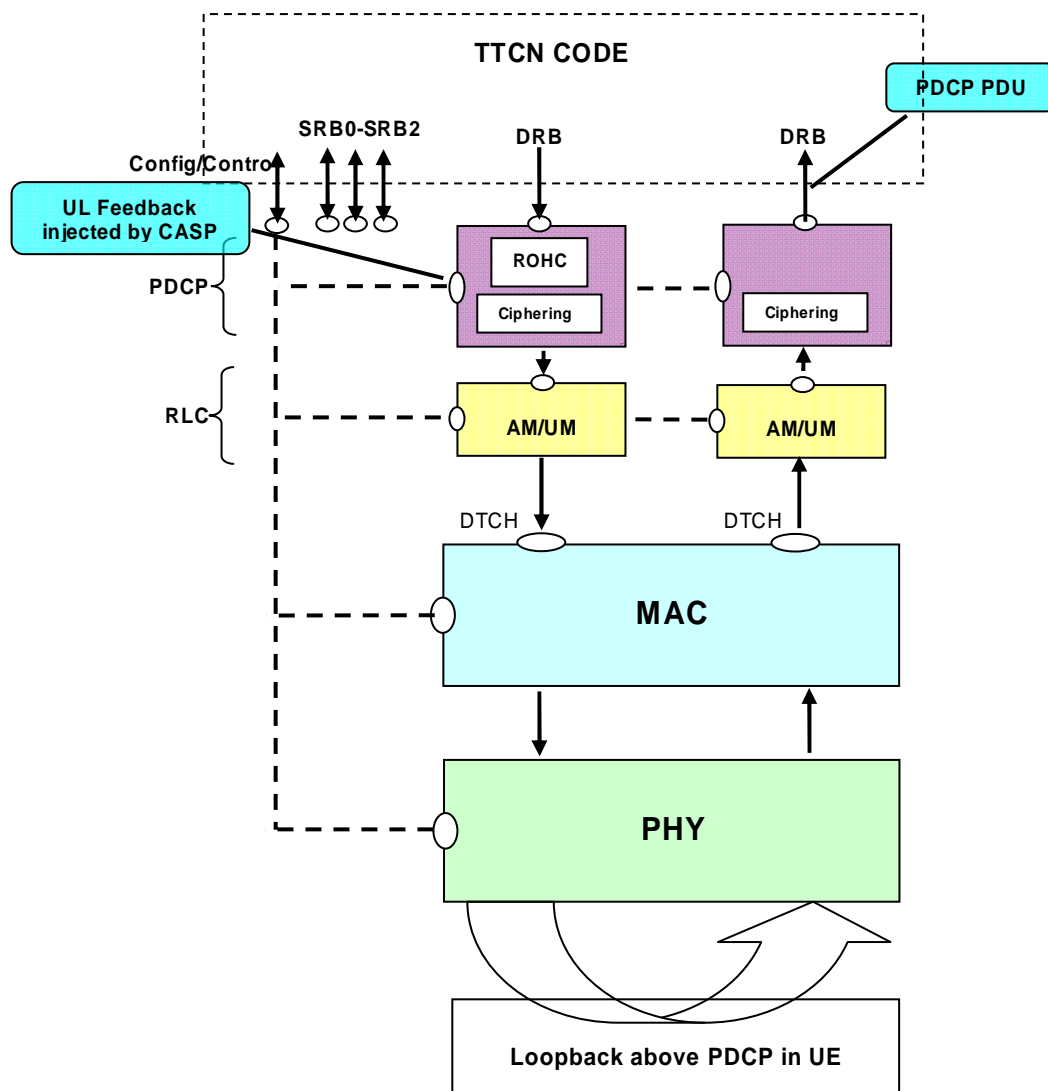 TTCN CODE
PDCP PDU
SRB0-SRB2
DRB
DRB
Config/Contro
UL Feedback
injected by CASP
ROHC
PDCP
Ciphering
Ciphering
RLC
AM/UM
AM/UM
DTCH
DTCH
MAC
PHY
Loopback above PDCP in UE